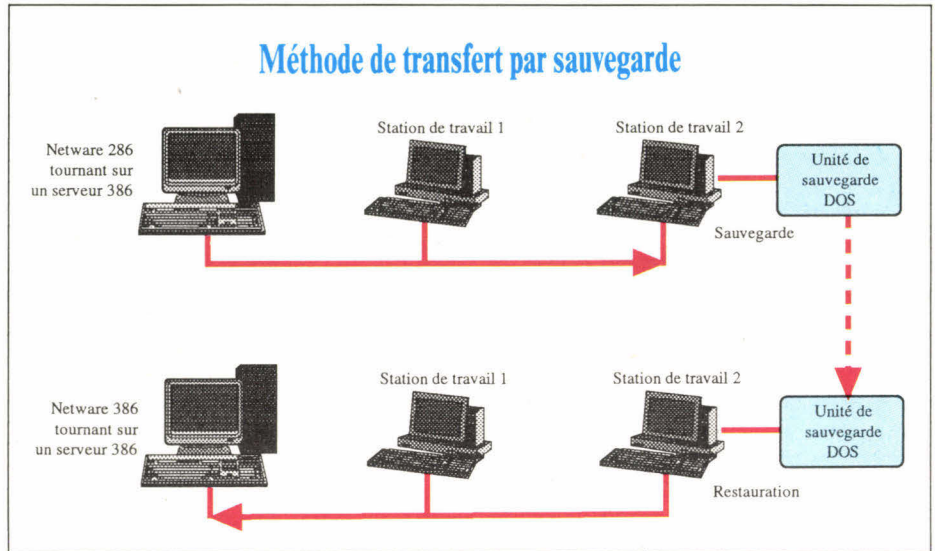 Méthode de transfert par sauvegarde
Netware 286
tournant sur
un serveur 386
Station de travail 1
Station de travail 2
Unité de
sauvegarde
DOS
Sauvegarde
Netware 386
tournant sur
un serveur 386
Station de travail 1
Station de travail 2
Unité de
sauvegarde
DOS
Restauration